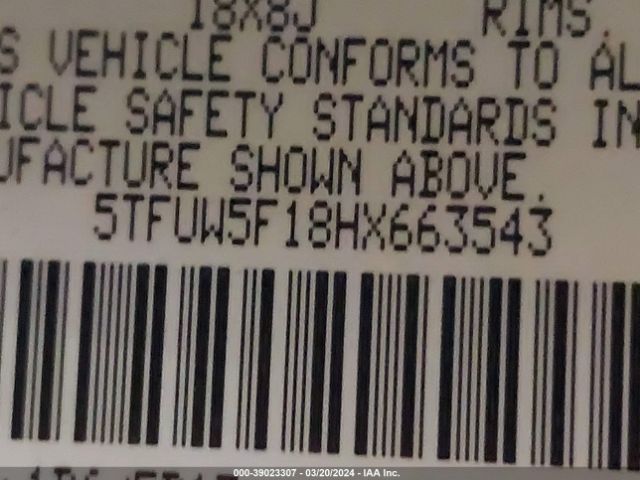 18X8J RIMS.
S VEHICLE CONFORMS TO AL
ICLE SAFETY STANDARDS IN
UFACTURE SHOWN ABOVE.
5TFUW5F18HX663543
000-39023307 - 03/20/2024 - IAA Inc.